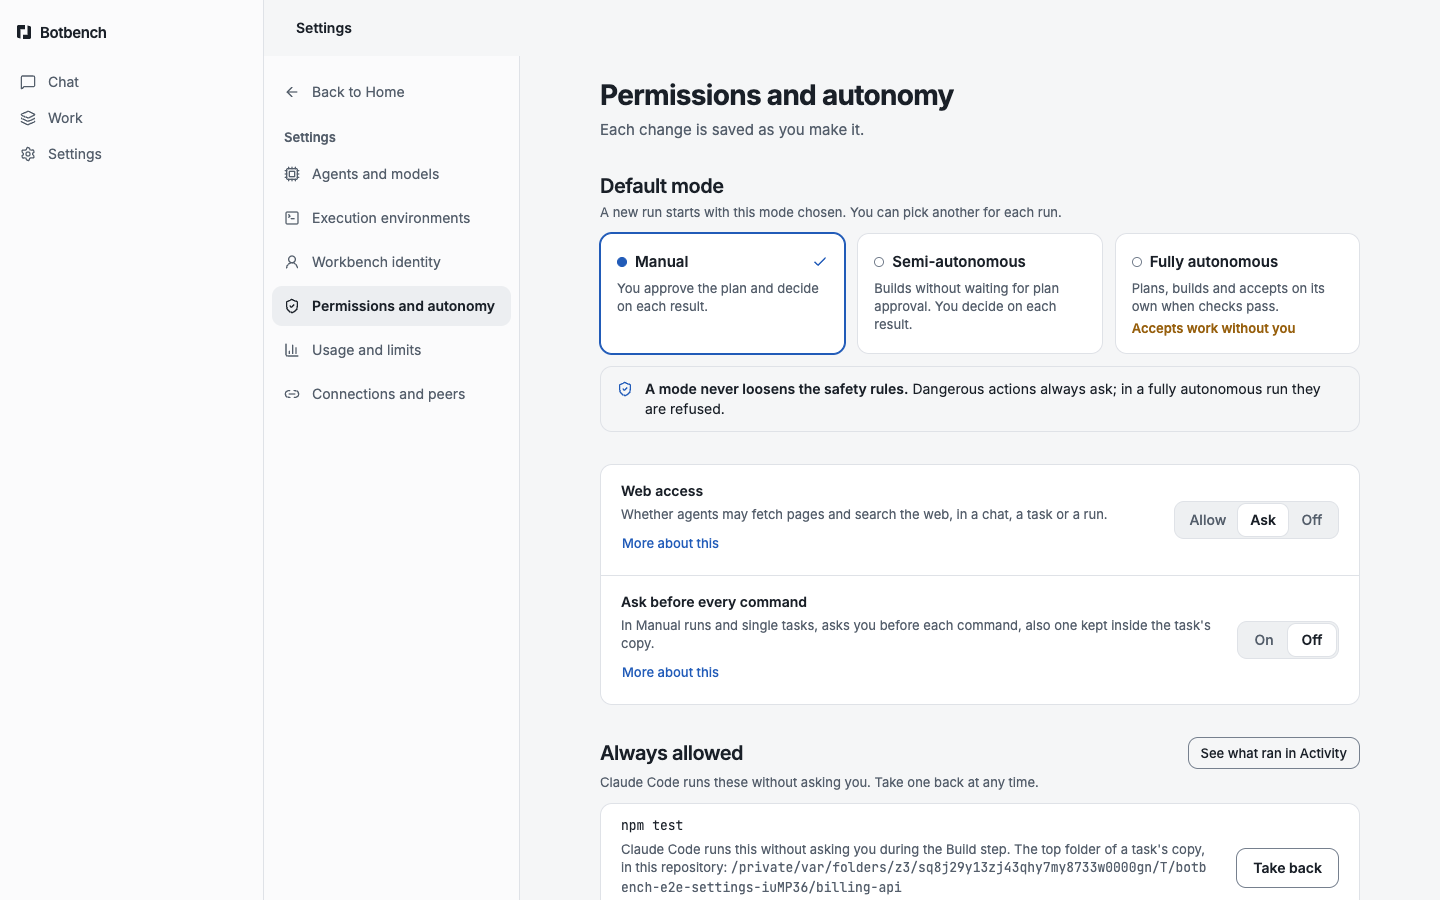 Botbench
Chat
Work
Settings
Settings
Back to Home
Settings
Agents and models
Execution environments
Workbench identity
Permissions and autonomy
Usage and limits
Connections and peers
Permissions and autonomy
Each change is saved as you make it.
Default mode
A new run starts with this mode chosen. You can pick another for each run.
Manual
You approve the plan and decide
on each result.
Semi-autonomous
Builds without waiting for plan
approval. You decide on each
result.
Fully autonomous
Plans, builds and accepts on its
own when checks pass.
Accepts work without you
A mode never loosens the safety rules. Dangerous actions always ask; in a fully autonomous run they
are refused.
Web access
Whether agents may fetch pages and search the web, in a chat, a task or a run.
More about this
Allow Ask Off
Ask before every command
In Manual runs and single tasks, asks you before each command, also one kept inside the task's
copy.
More about this
On Off
Always allowed
See what ran in Activity
Claude Code runs these without asking you. Take one back at any time.
npm test
Claude Code runs this without asking you during the Build step. The top folder of a task's copy,
in this repository: /private/var/folders/z3/sq8j29y13zj43qhy7my8733w0000gn/T/botb
ench-e2e-settings-iuMP36/billing-api
Take back